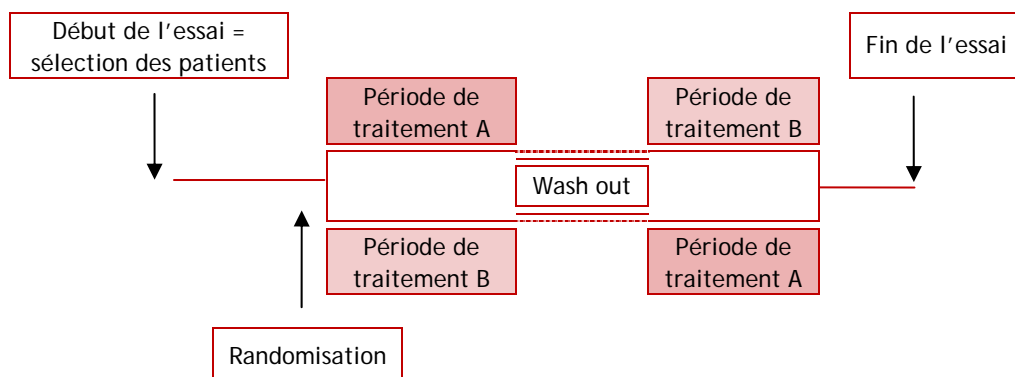 Début de l'essai =
sélection des patients
Fin de l'essai
Période de
traitement A
Période de
traitement B
Wash out
Période de
traitement B
Période de
traitement A
Randomisation